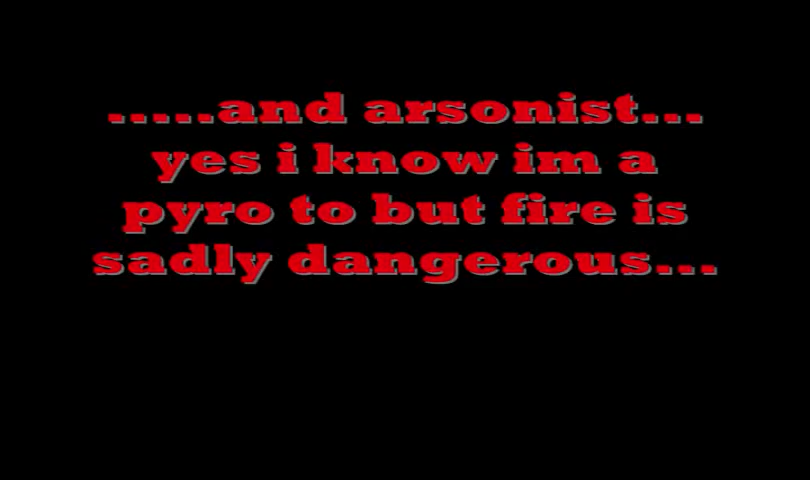 .....and arsonist...
yes i know im a
pyro to but fire is
sadly dangerous...